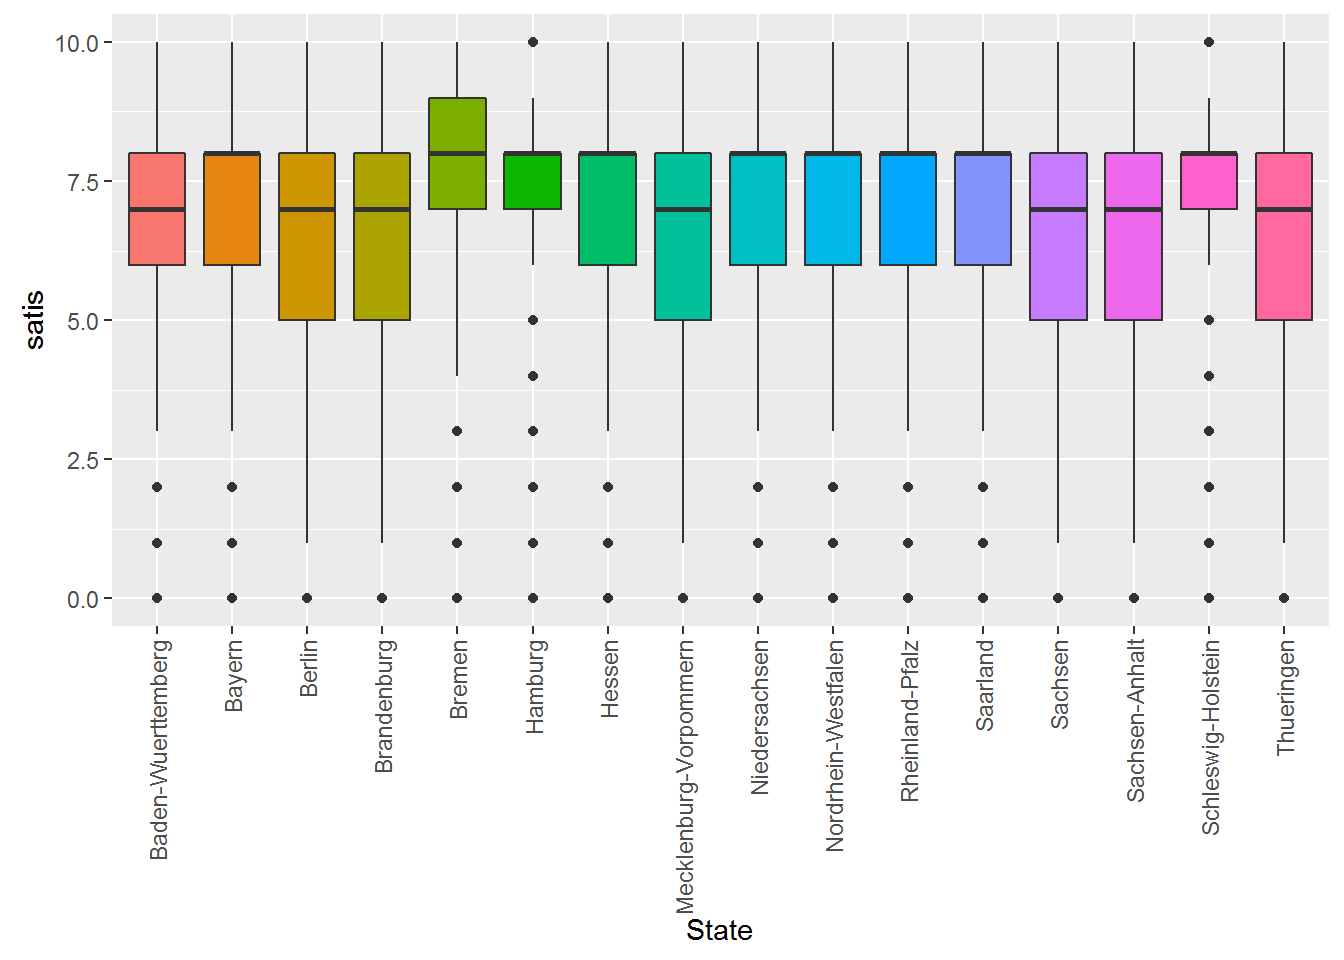 satis
10.0
7.5
5.0
2.5
0.0
Baden-Wuerttemberg
Bayern
Berlin
Brandenburg
Bremen
Hamburg
Hessen
Mecklenburg-Vorpommern
Niedersachsen
Nordrhein-Westfalen
Rheinland-Pfalz
Saarland
Sachsen
Sachsen-Anhalt
Schleswig-Holstein
Thueringen
State